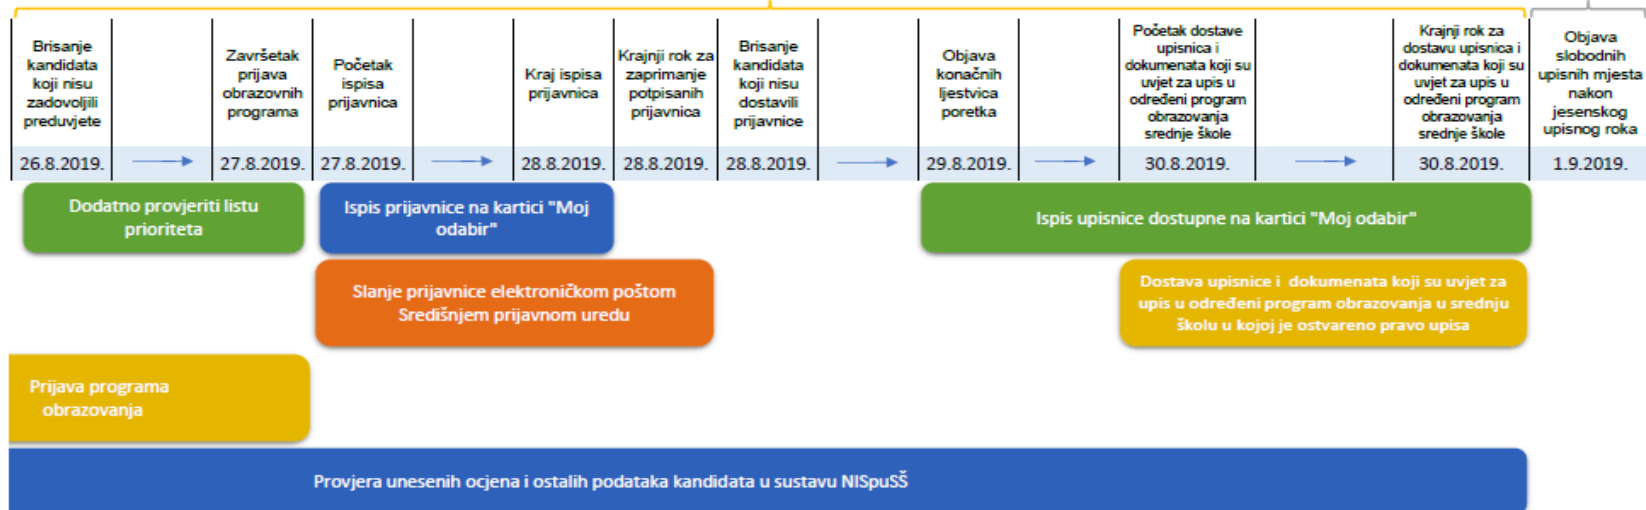 Brisanje
kandidata
koji nisu
zadovoljili
preduvjete
Završetak
prijava
obrazovnih
programa
Početak
ispisa
prijavnica
Kraj ispisa
prijavnica
Krajnji rok za
zaprimanje
potpisanih
prijavnica
Brisanje
kandidata
koji nisu
dostavili
prijavnice
Objava
konačnih
ljestvica
poretka
Početak dostave
upisnica i
dokumenata koji su
uvjet za upis u
određeni program
obrazovanja
srednje škole
Krajnji rok za
dostavu upisnica i
dokumenata koji su
uvjet za upis u
određeni program
obrazovanja
srednje škole
Objava
slobodnih
upisnih mjesta
nakon
jesenskog
upisnog roka
26.8.2019.
27.8.2019.
27.8.2019.
28.8.2019.
28.8.2019.
28.8.2019.
29.8.2019.
30.8.2019.
30.8.2019.
1.9.2019.
Dodatno provjeriti listu
prioriteta
Ispis prijavnice na kartici "Moj
odabir"
Ispis upisnice dostupne na kartici "Moj odabir"
Slanje prijavnice elektroničkom poštom
Središnjem prijavnom uredu
Dostava upisnice i dokumenata koji su uvjet za
upis u određeni program obrazovanja u srednju
školu u kojoj je ostvareno pravo upisa
Prijava programa
obrazovanja
Provjera unesenih ocjena i ostalih podataka kandidata u sustavu NISpuSŠ